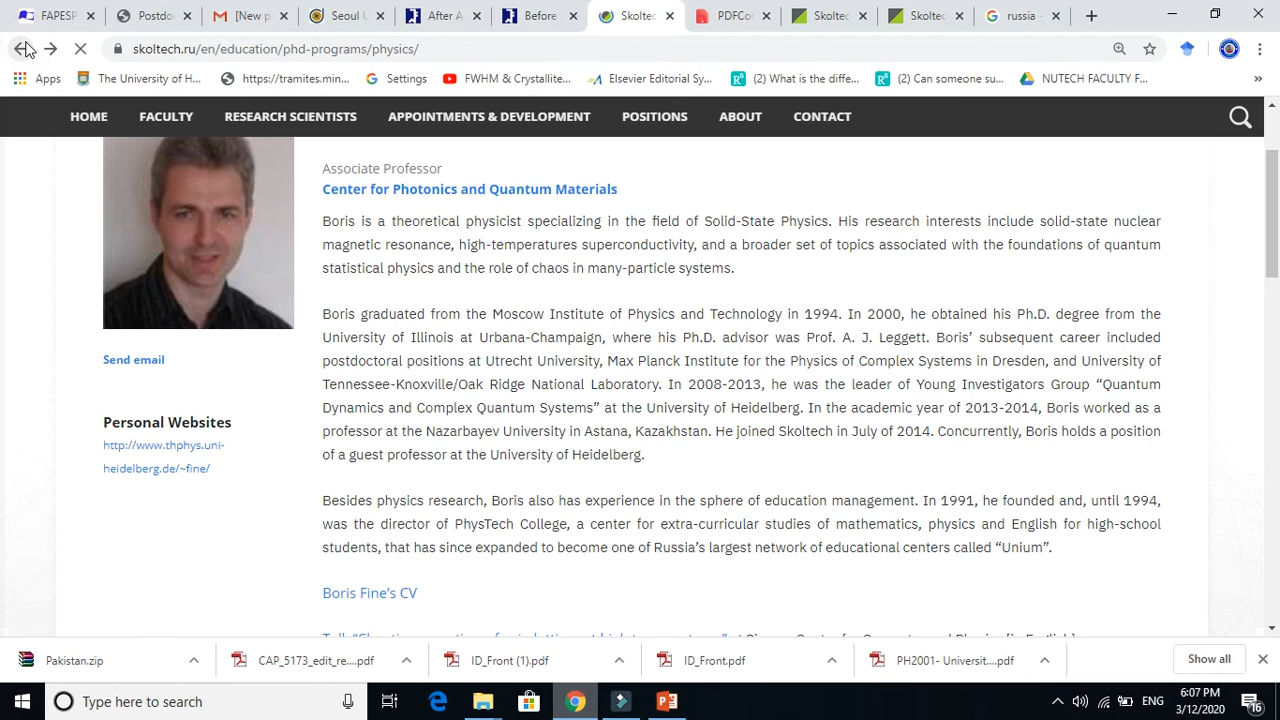 FAPESP
Postdo
[New p
Seoul U
After A
Before
Skoltec
PDFCo
Skoltec
Skoltec
russia -
skoltech.ru/en/education/phd-programs/physics/
Apps
The University of H...
https://tramites.min...
Settings
FWHM & Crystallite...
Elsevier Editorial Sy...
(2) What is the diffe...
(2) Can someone su...
NUTECH FACULTY F...
»
HOME
FACULTY
RESEARCH SCIENTISTS
APPOINTMENTS & DEVELOPMENT
POSITIONS
ABOUT
CONTACT
Associate Professor
Center for Photonics and Quantum Materials
Boris is a theoretical physicist specializing in the field of Solid-State Physics. His research interests include solid-state nuclear
magnetic resonance, high-temperatures superconductivity, and a broader set of topics associated with the foundations of quantum
statistical physics and the role of chaos in many-particle systems.
Boris graduated from the Moscow Institute of Physics and Technology in 1994. In 2000, he obtained his Ph.D. degree from the
University of Illinois at Urbana-Champaign, where his Ph.D. advisor was Prof. A. J. Leggett. Boris’ subsequent career included
postdoctoral positions at Utrecht University, Max Planck Institute for the Physics of Complex Systems in Dresden, and University of
Tennessee-Knoxville/Oak Ridge National Laboratory. In 2008-2013, he was the leader of Young Investigators Group “Quantum
Dynamics and Complex Quantum Systems” at the University of Heidelberg. In the academic year of 2013-2014, Boris worked as a
professor at the Nazarbayev University in Astana, Kazakhstan. He joined Skoltech in July of 2014. Concurrently, Boris holds a position
of a guest professor at the University of Heidelberg.
Besides physics research, Boris also has experience in the sphere of education management. In 1991, he founded and, until 1994,
was the director of PhysTech College, a center for extra-curricular studies of mathematics, physics and English for high-school
students, that has since expanded to become one of Russia’s largest network of educational centers called “Unium”.
Boris Fine’s CV
Send email
Personal Websites
http://www.thphys.uni-
heidelberg.de/~fine/
Pakistan.zip
CAP_5173_edit_re....pdf
ID_Front (1).pdf
ID_Front.pdf
PH2001- Universit....pdf
Show all
Type here to search
ENG
6:07 PM
3/12/2020
16